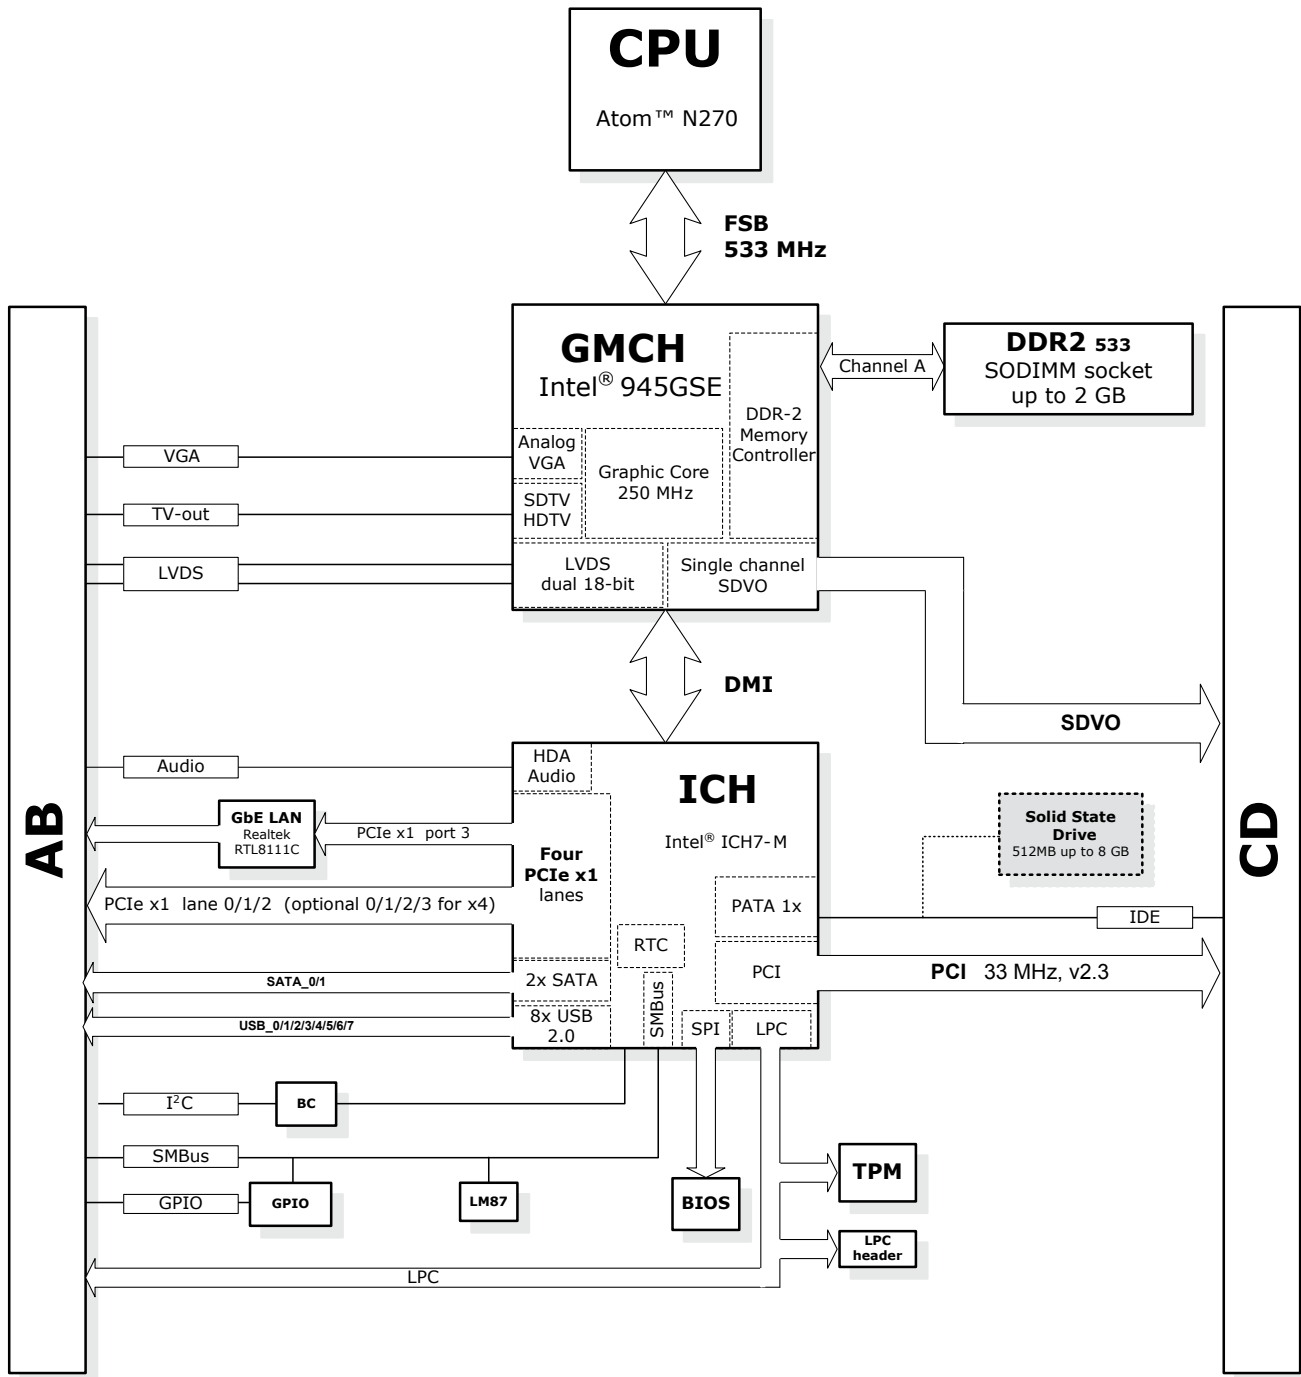 CPU
Atom™ N270
FSB
533 MHz
GMCH
Intel® 945GSE
DDR-2
Memory
Controller
Channel A
DDR2 533
SODIMM socket
up to 2 GB
Analog
VGA
Graphic Core
250 MHz
SDTV
HDTV
LVDS
dual 18-bit
Single channel
SDVO
VGA
TV-out
LVDS
DMI
SDVO
AB
CD
Audio
HDA
Audio
ICH
Intel® ICH7-M
GbE LAN
Realtek
RTL8111C
PCIe x1 port 3
Four
PCIe x1
lanes
Solid State
Drive
512MB up to 8 GB
PCIe x1 lane 0/1/2 (optional 0/1/2/3 for x4)
PATA 1x
IDE
RTC
PCI
PCI 33 MHz, v2.3
SATA_0/1
2x SATA
SMBus
USB_0/1/2/3/4/5/6/7
8x USB
2.0
SPI
LPC
I²C
BC
SMBus
GPIO
GPIO
LM87
BIOS
TPM
LPC
header
LPC